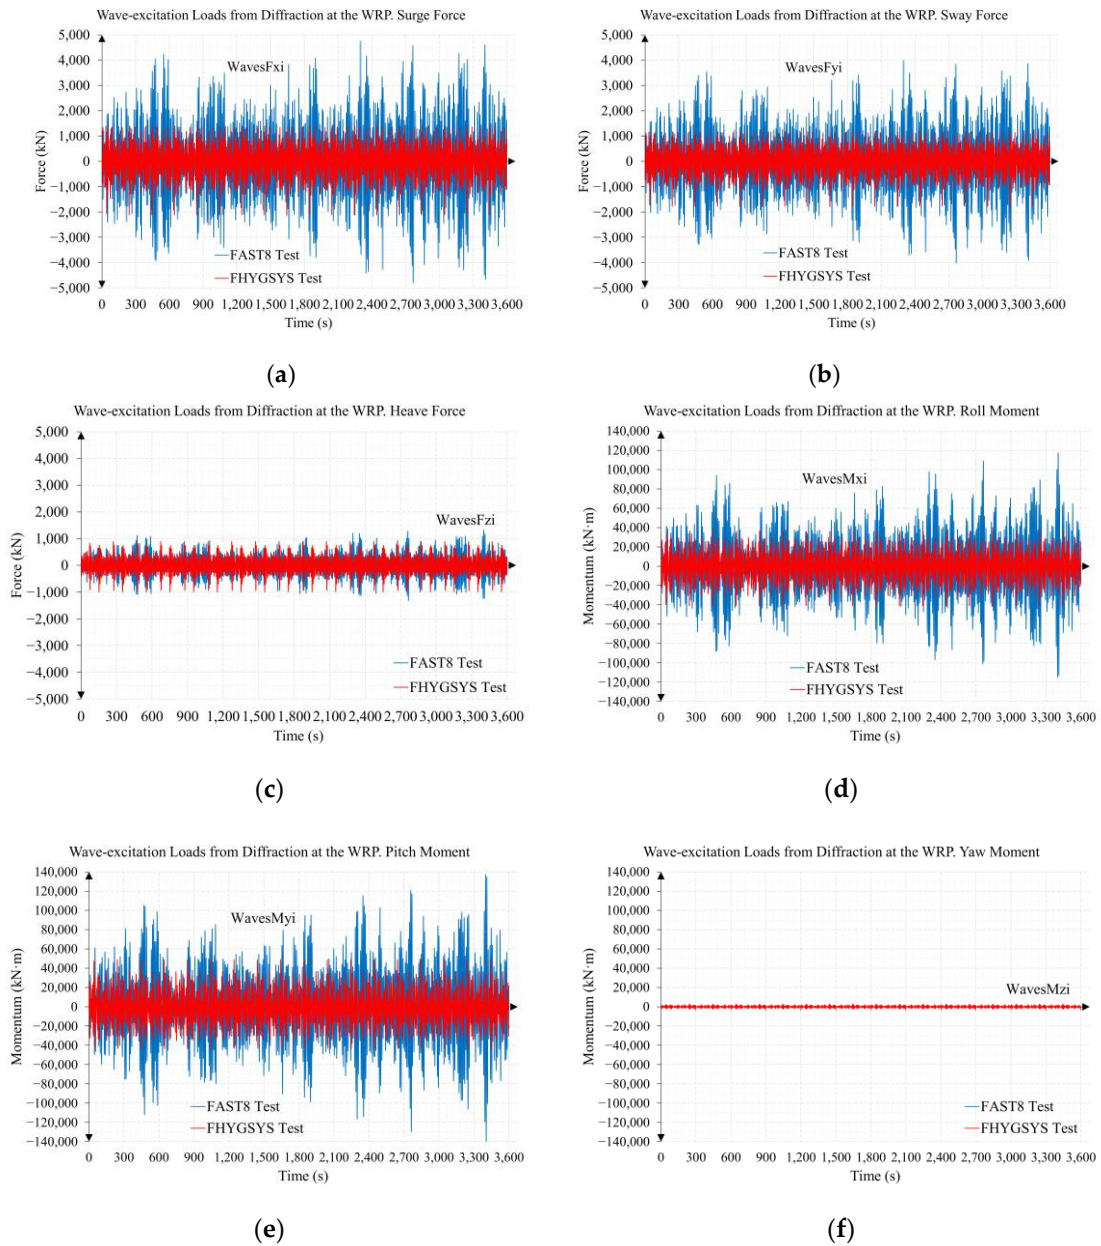 Wave-excitation Loads from Diffraction at the WRP. Surge Force
5,000
4,000
3,000
2,000
1,000
0
−1,000
−2,000
−3,000
−4,000
−5,000
Force (kN)
WavesFxi
FAST8 Test
FHYGSYS Test
0 300 600 900 1,200 1,500 1,800 2,100 2,400 2,700 3,000 3,300 3,600
Time (s)
(a)
Wave-excitation Loads from Diffraction at the WRP. Sway Force
5,000
4,000
3,000
2,000
1,000
0
−1,000
−2,000
−3,000
−4,000
−5,000
Force (kN)
WavesFyi
FAST8 Test
FHYGSYS Test
0 300 600 900 1,200 1,500 1,800 2,100 2,400 2,700 3,000 3,300 3,600
Time (s)
(b)
Wave-excitation Loads from Diffraction at the WRP. Heave Force
5,000
4,000
3,000
2,000
1,000
0
−1,000
−2,000
−3,000
−4,000
−5,000
Force (kN)
WavesFzi
FAST8 Test
FHYGSYS Test
0 300 600 900 1,200 1,500 1,800 2,100 2,400 2,700 3,000 3,300 3,600
Time (s)
(c)
Wave-excitation Loads from Diffraction at the WRP. Roll Moment
140,000
120,000
100,000
80,000
60,000
40,000
20,000
0
−20,000
−40,000
−60,000
−80,000
−100,000
−120,000
−140,000
Momentum (kN·m)
WavesMxi
FAST8 Test
FHYGSYS Test
0 300 600 900 1,200 1,500 1,800 2,100 2,400 2,700 3,000 3,300 3,600
Time (s)
(d)
Wave-excitation Loads from Diffraction at the WRP. Pitch Moment
140,000
120,000
100,000
80,000
60,000
40,000
20,000
0
−20,000
−40,000
−60,000
−80,000
−100,000
−120,000
−140,000
Momentum (kN·m)
WavesMyi
FAST8 Test
FHYGSYS Test
0 300 600 900 1,200 1,500 1,800 2,100 2,400 2,700 3,000 3,300 3,600
Time (s)
(e)
Wave-excitation Loads from Diffraction at the WRP. Yaw Moment
140,000
120,000
100,000
80,000
60,000
40,000
20,000
0
−20,000
−40,000
−60,000
−80,000
−100,000
−120,000
−140,000
Momentum (kN·m)
WavesMzi
FAST8 Test
FHYGSYS Test
0 300 600 900 1,200 1,500 1,800 2,100 2,400 2,700 3,000 3,300 3,600
Time (s)
(f)